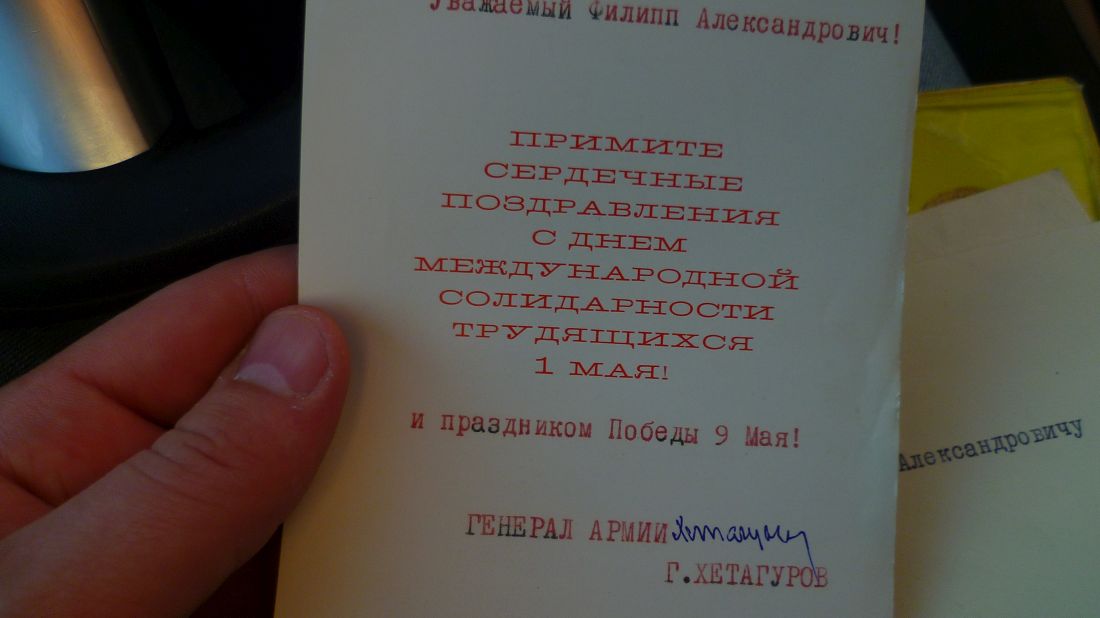 Уважаемый Филипп Александрович!
ПРИМИТЕ
СЕРДЕЧНЫЕ
ПОЗДРАВЛЕНИЯ
С ДНЕМ
МЕЖДУНАРОДНОЙ
СОЛИДАРНОСТИ
ТРУДЯЩИХСЯ
1 МАЯ!
и праздником Победы 9 Мая!
ГЕНЕРАЛ АРМИИ Хетагуров
Г.ХЕТАГУРОВ
Александровичу